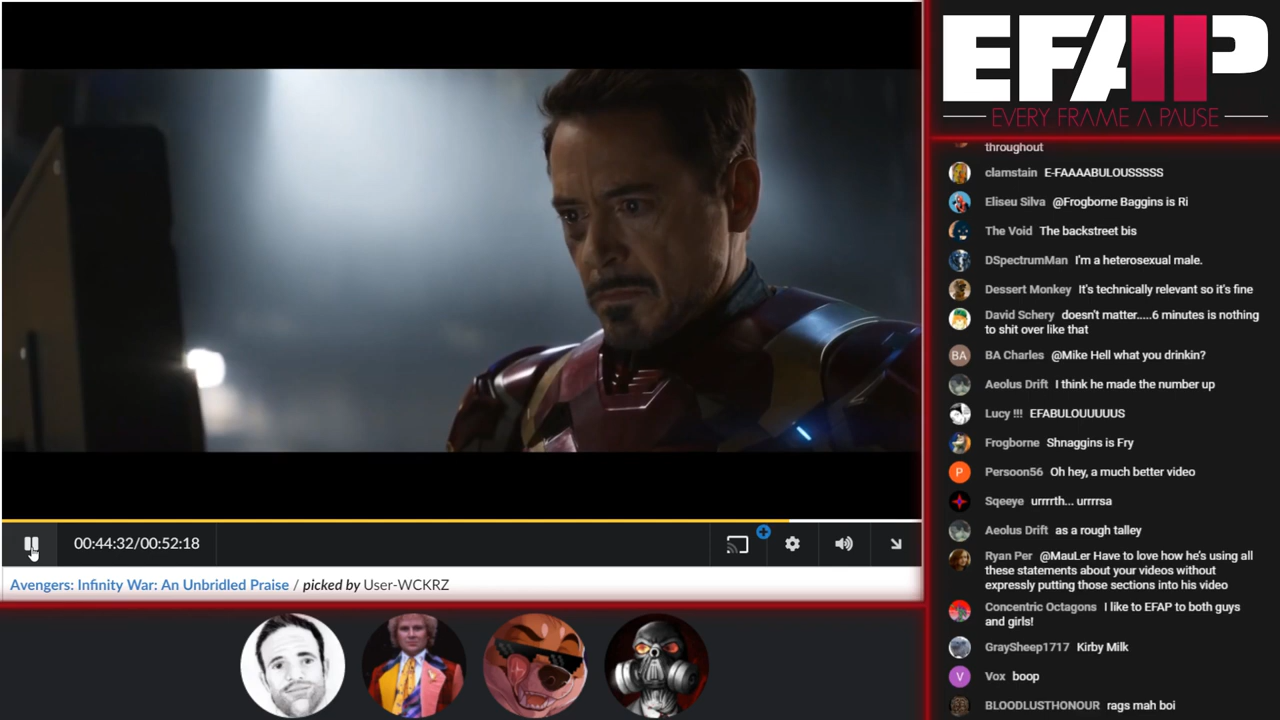 EFAP
EVERY FRAME A PAUSE
throughout
clamstain E-FAAAABULOUSSSSS
Eliseu Silva @Frogborne Baggins is Ri
The Void The backstreet bis
DSpectrumMan I'm a heterosexual male.
Dessert Monkey It's technically relevant so it's fine
David Schery doesn't matter.....6 minutes is nothing
to shit over like that
BA
BA Charles @Mike Hell what you drinkin?
Aeolus Drift I think he made the number up
Lucy !!! EFABULOUUUUUS
Frogborne Shnaggins is Fry
P
Persoon56 Oh hey, a much better video
Sqeeye urrrrth... urrrrsa
Aeolus Drift as a rough talley
Ryan Per @MauLer Have to love how he's using all
these statements about your videos without
expressly putting those sections into his video
Concentric Octagons I like to EFAP to both guys
and girls!
GraySheep1717 Kirby Milk
V
Vox boop
BLOODLUSTHONOUR rags mah boi
00:44:32/00:52:18
Avengers: Infinity War: An Unbridled Praise / picked by User-WCKRZ